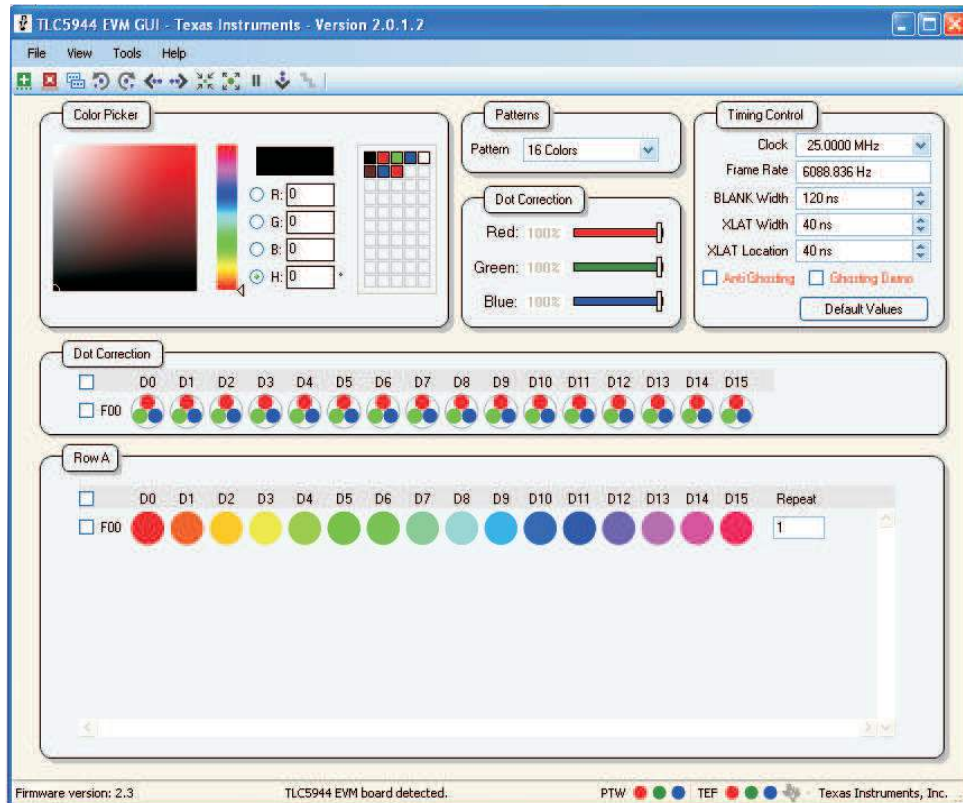 TLC5944 EVM GUI - Texas Instruments - Version 2.0.1.2
File View Tools Help
Color Picker
R: 0
G: 0
B: 0
H: 0 °
Patterns
Pattern 16 Colors
Dot Correction
Red: 100%
Green: 100%
Blue: 100%
Timing Control
Clock 25.0000 MHz
Frame Rate 6088.836 Hz
BLANK Width 120 ns
XLAT Width 40 ns
XLAT Location 40 ns
Anti Ghosting Ghosting Demo
Default Values
Dot Correction
D0 D1 D2 D3 D4 D5 D6 D7 D8 D9 D10 D11 D12 D13 D14 D15
F00
Row A
D0 D1 D2 D3 D4 D5 D6 D7 D8 D9 D10 D11 D12 D13 D14 D15 Repeat
F00 1
Firmware version: 2.3 TLC5944 EVM board detected. PTW TEF Texas Instruments, Inc.